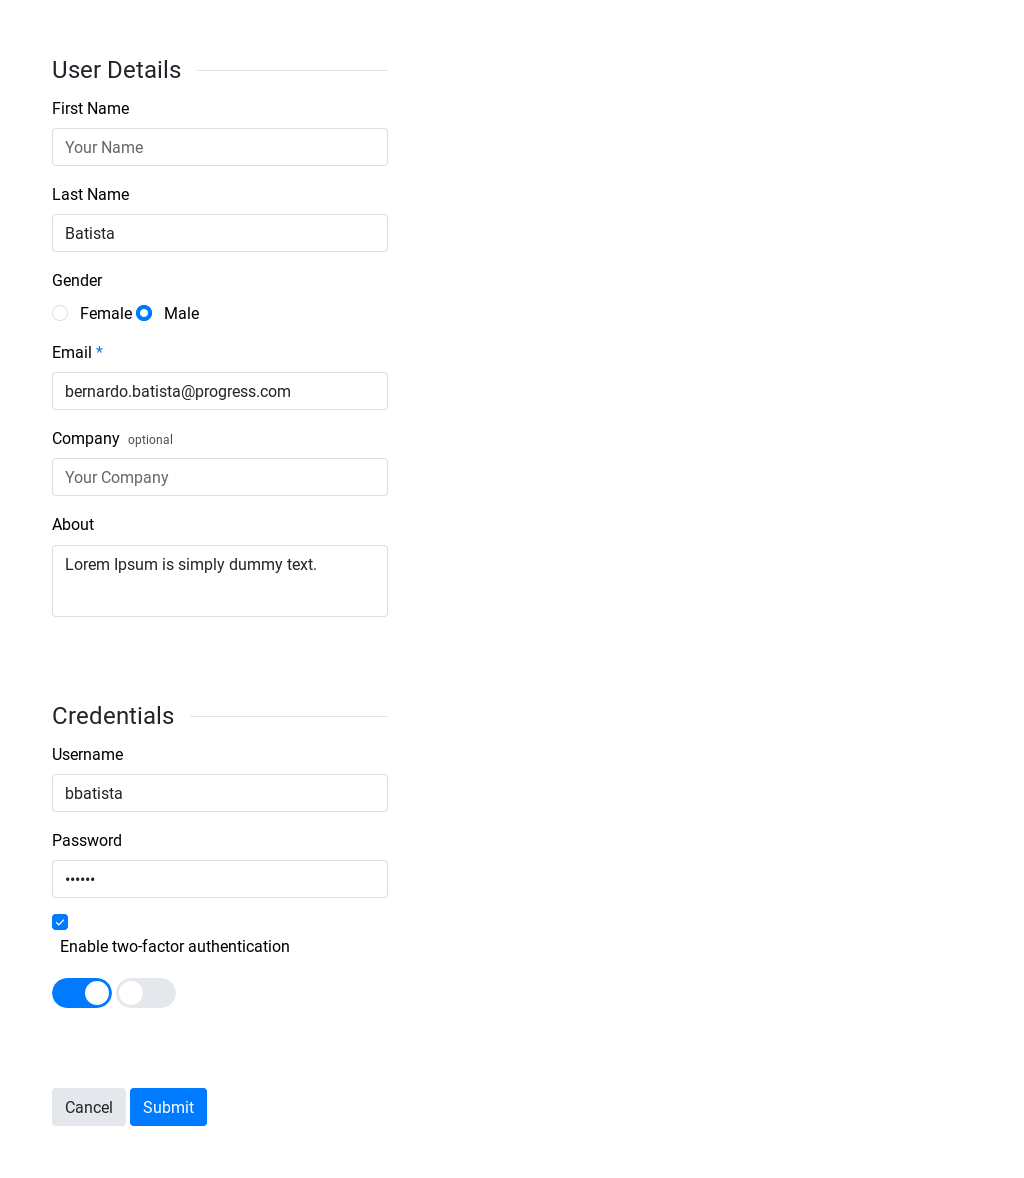 User Details
First Name
Your Name
Last Name
Batista
Gender
Female Male
Email *
bernardo.batista@progress.com
Company optional
Your Company
About
Lorem Ipsum is simply dummy text.
Credentials
Username
bbatista
Password
••••••
Enable two-factor authentication
Cancel Submit